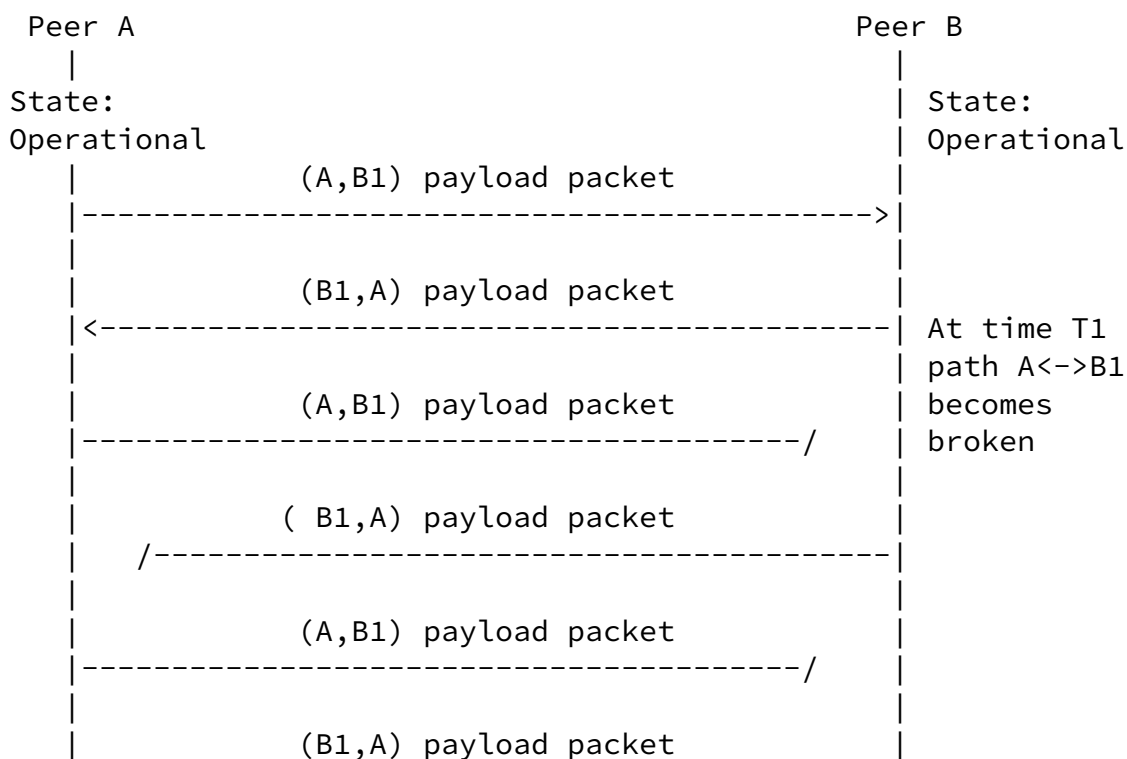 Peer A                                           Peer B
State:                                             | State:
Operational                                        | Operational
(A,B1) payload packet
|-------------------------------------------->|
(B1,A) payload packet
|<--------------------------------------------| At time T1
| path A<->B1
(A,B1) payload packet                              | becomes
|----------------------------------------/    | broken
( B1,A) payload packet
|   /-----------------------------------------|
(A,B1) payload packet
|----------------------------------------/    |
(B1,A) payload packet